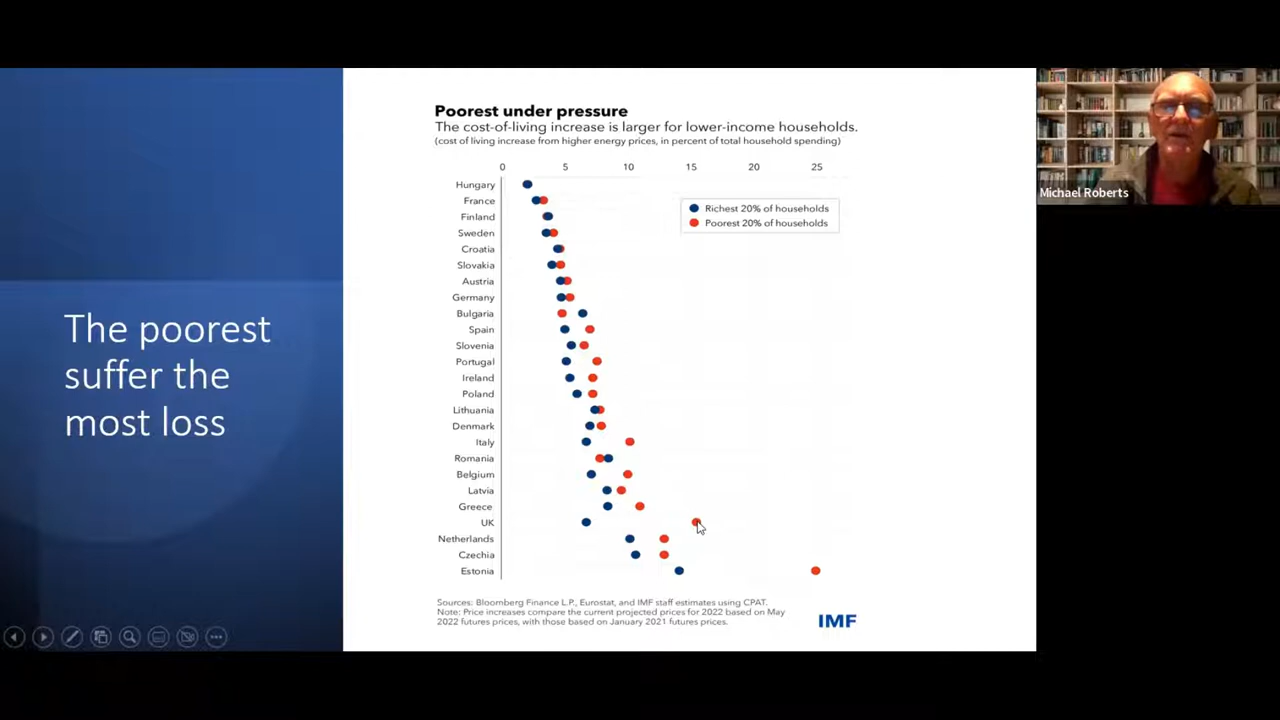 The poorest
suffer the
most loss
Poorest under pressure
The cost-of-living increase is larger for lower-income households.
(cost of living increase from higher energy prices, in percent of total household spending)
0 5 10 15 20 25
Richest 20% of households
Poorest 20% of households
Hungary
France
Finland
Sweden
Croatia
Slovakia
Austria
Germany
Bulgaria
Spain
Slovenia
Portugal
Ireland
Poland
Lithuania
Denmark
Italy
Romania
Belgium
Latvia
Greece
UK
Netherlands
Czechia
Estonia
Sources: Bloomberg Finance L.P., Eurostat, and IMF staff estimates using CPAT.
Note: Price increases compare the current projected prices for 2022 based on May
2022 futures prices, with those based on January 2021 futures prices.
IMF
Michael Roberts